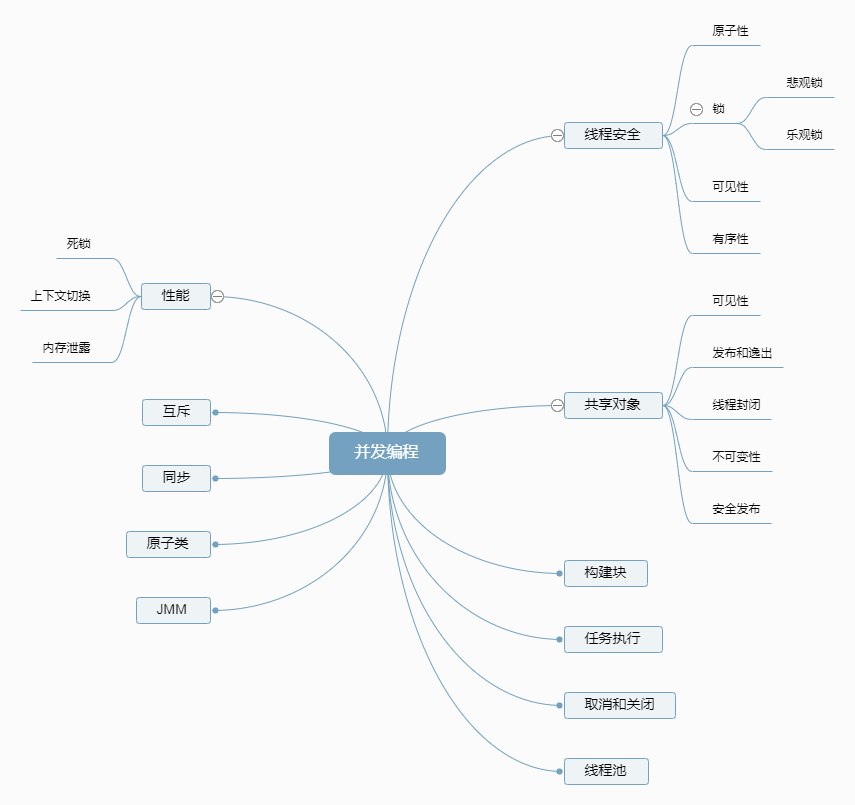 并发编程
线程安全
原子性
锁
悲观锁
乐观锁
可见性
有序性
共享对象
可见性
发布和逸出
线程封闭
不可变性
安全发布
构建块
任务执行
取消和关闭
线程池
性能
死锁
上下文切换
内存泄露
互斥
同步
原子类
JMM